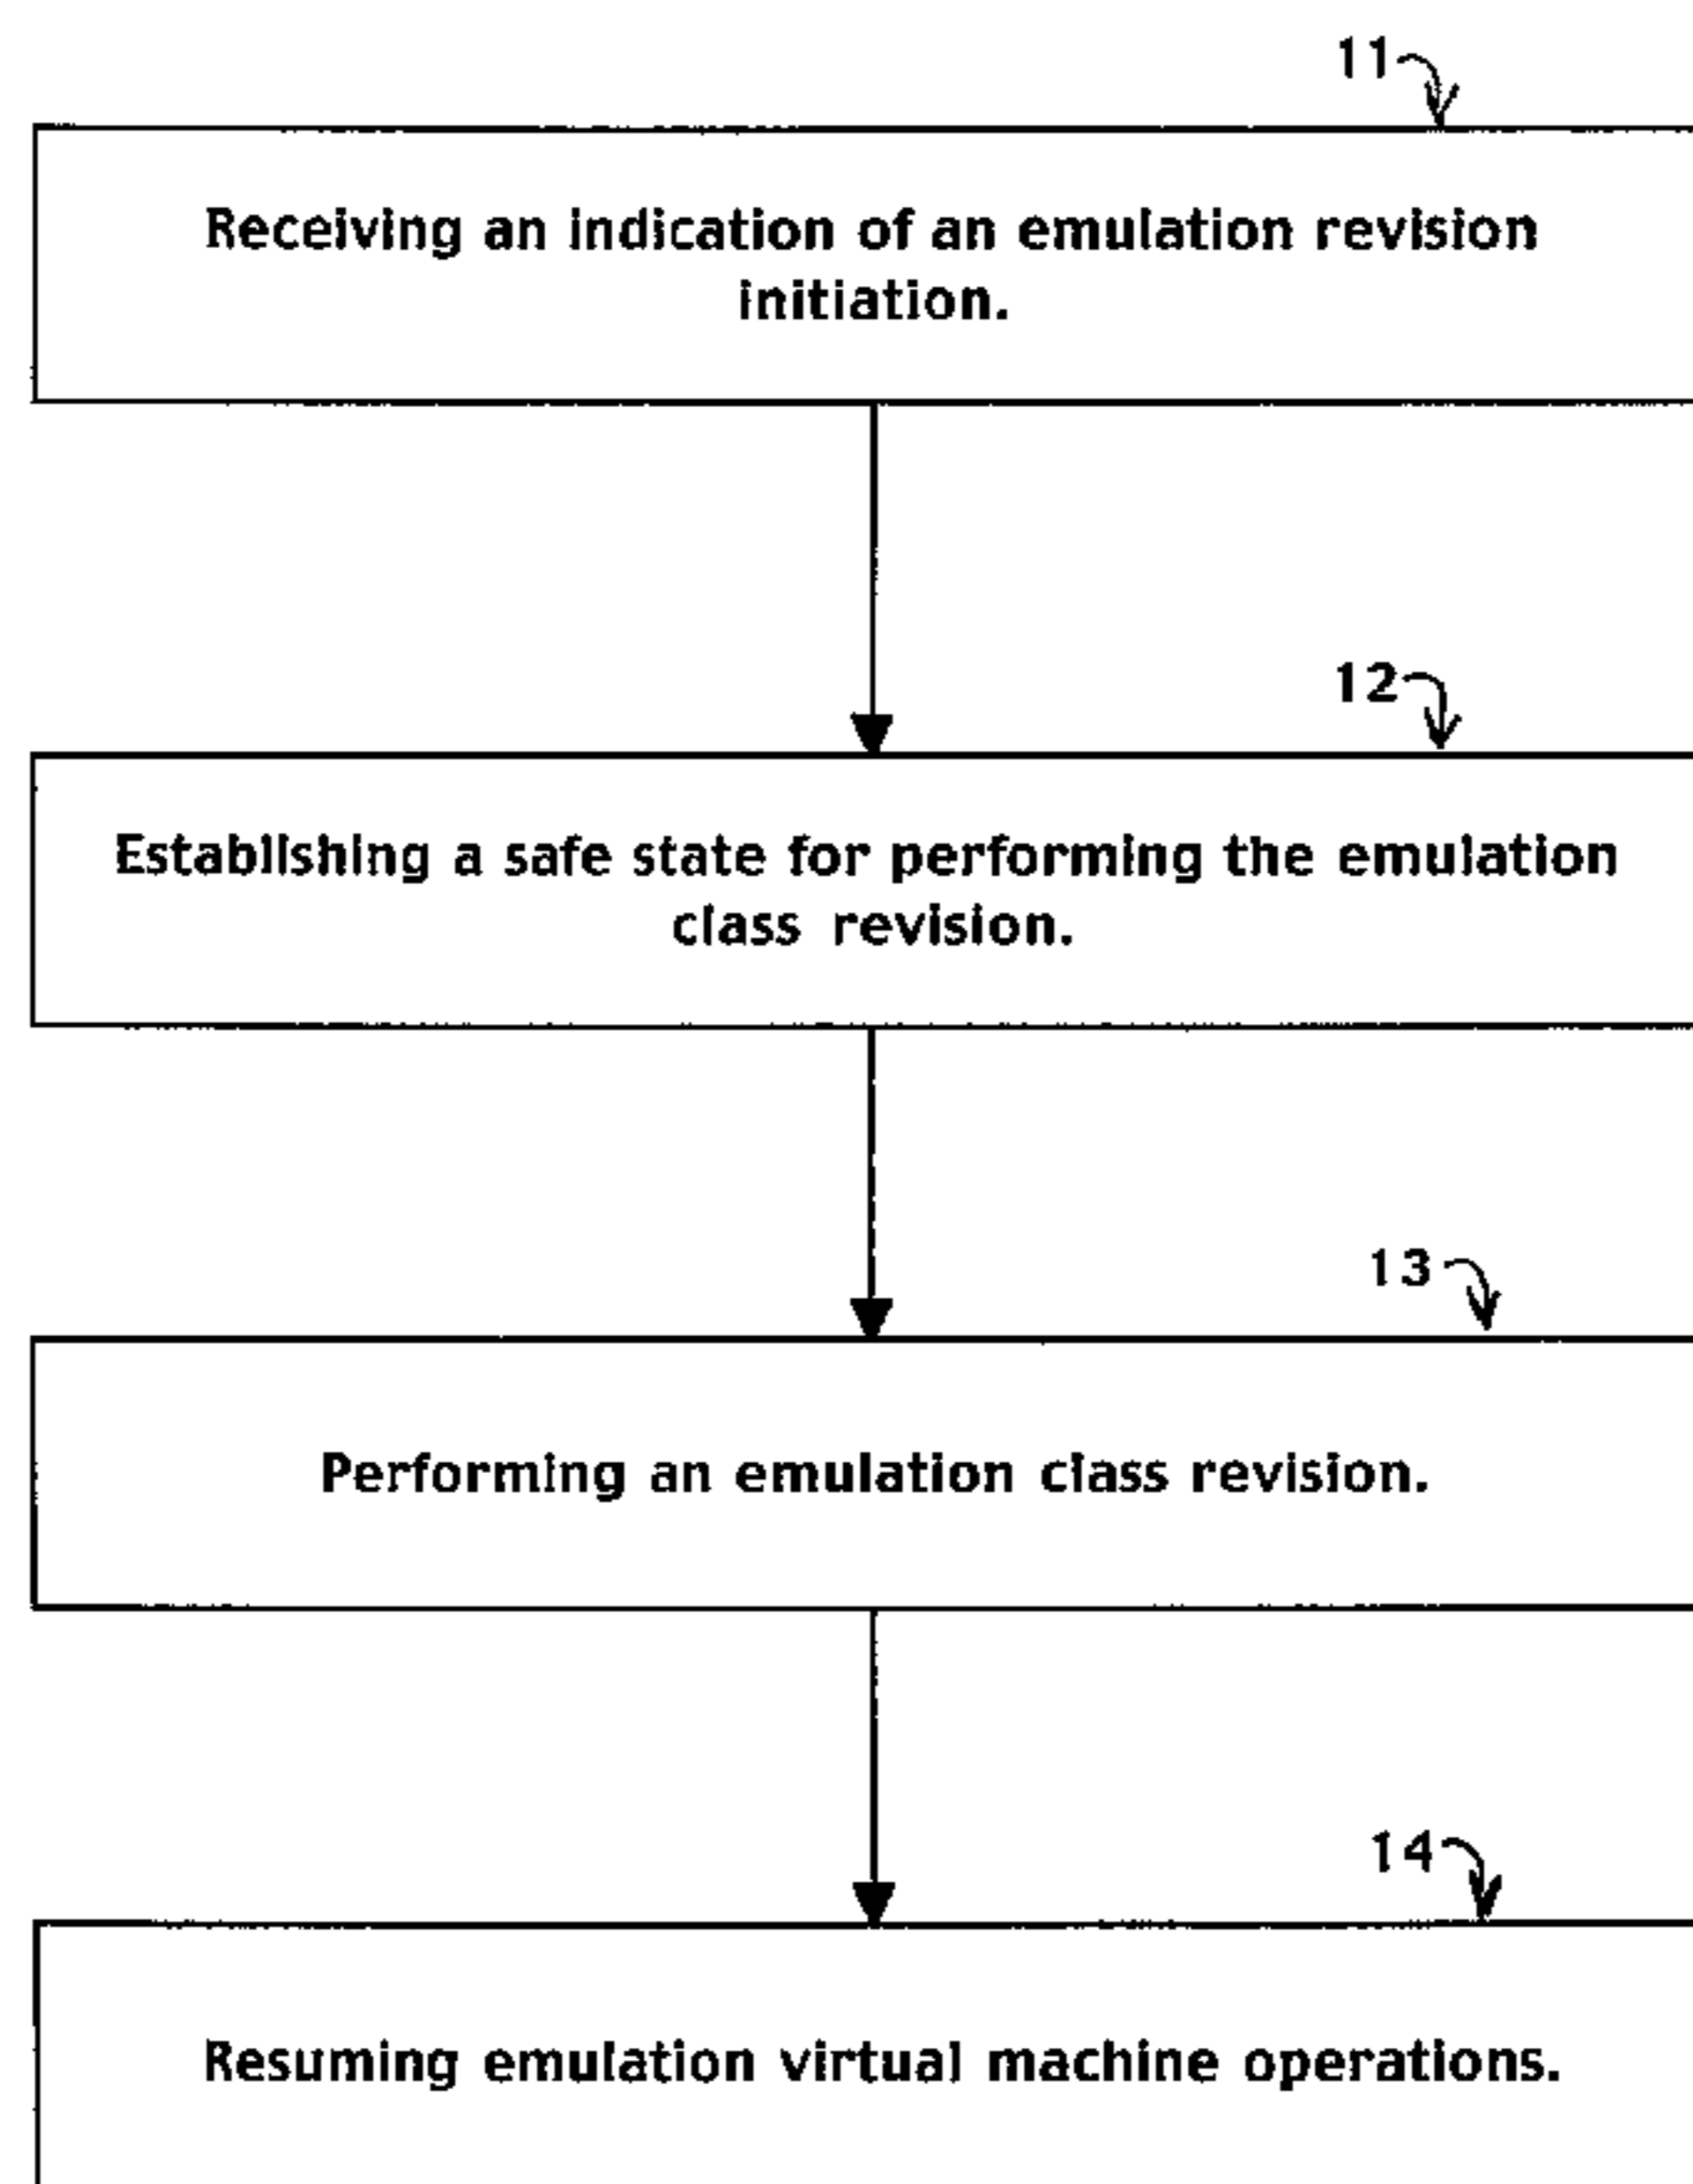 11
Receiving an indication of an emulation revision
initiation.
12
Establishing a safe state for performing the emulation
class revision.
13
Performing an emulation class revision.
14
Resuming emulation virtual machine operations.